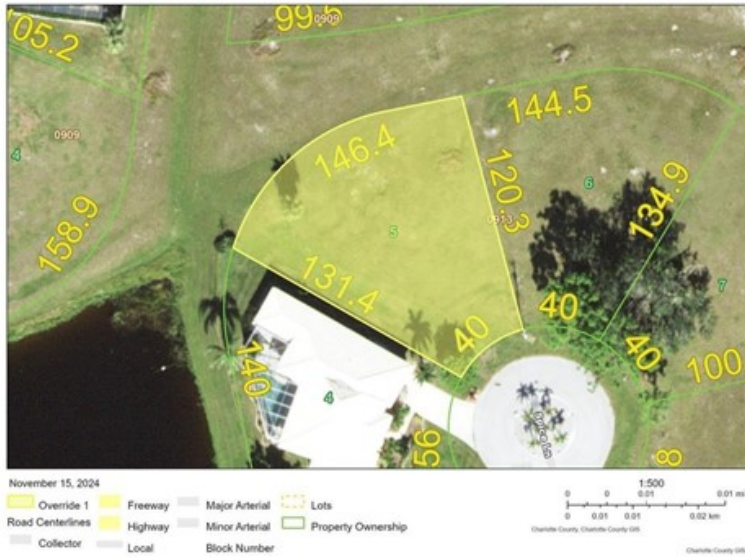 105.2
99.5
0909
0909
4
144.5
146.4
120.3
6
134.9
0913
5
158.9
131.4
7
40
40
40
140
100
4
56
8
November 15, 2024
1:500
Override 1
Freeway
Major Arterial
Lots
0 0 0.01 0.01 mi
Road Centerlines
Highway
Minor Arterial
Property Ownership
0 0.01 0.02 km
Collector
Local
Block Number
Charlotte County, Charlotte County GIS
Charlotte County GIS